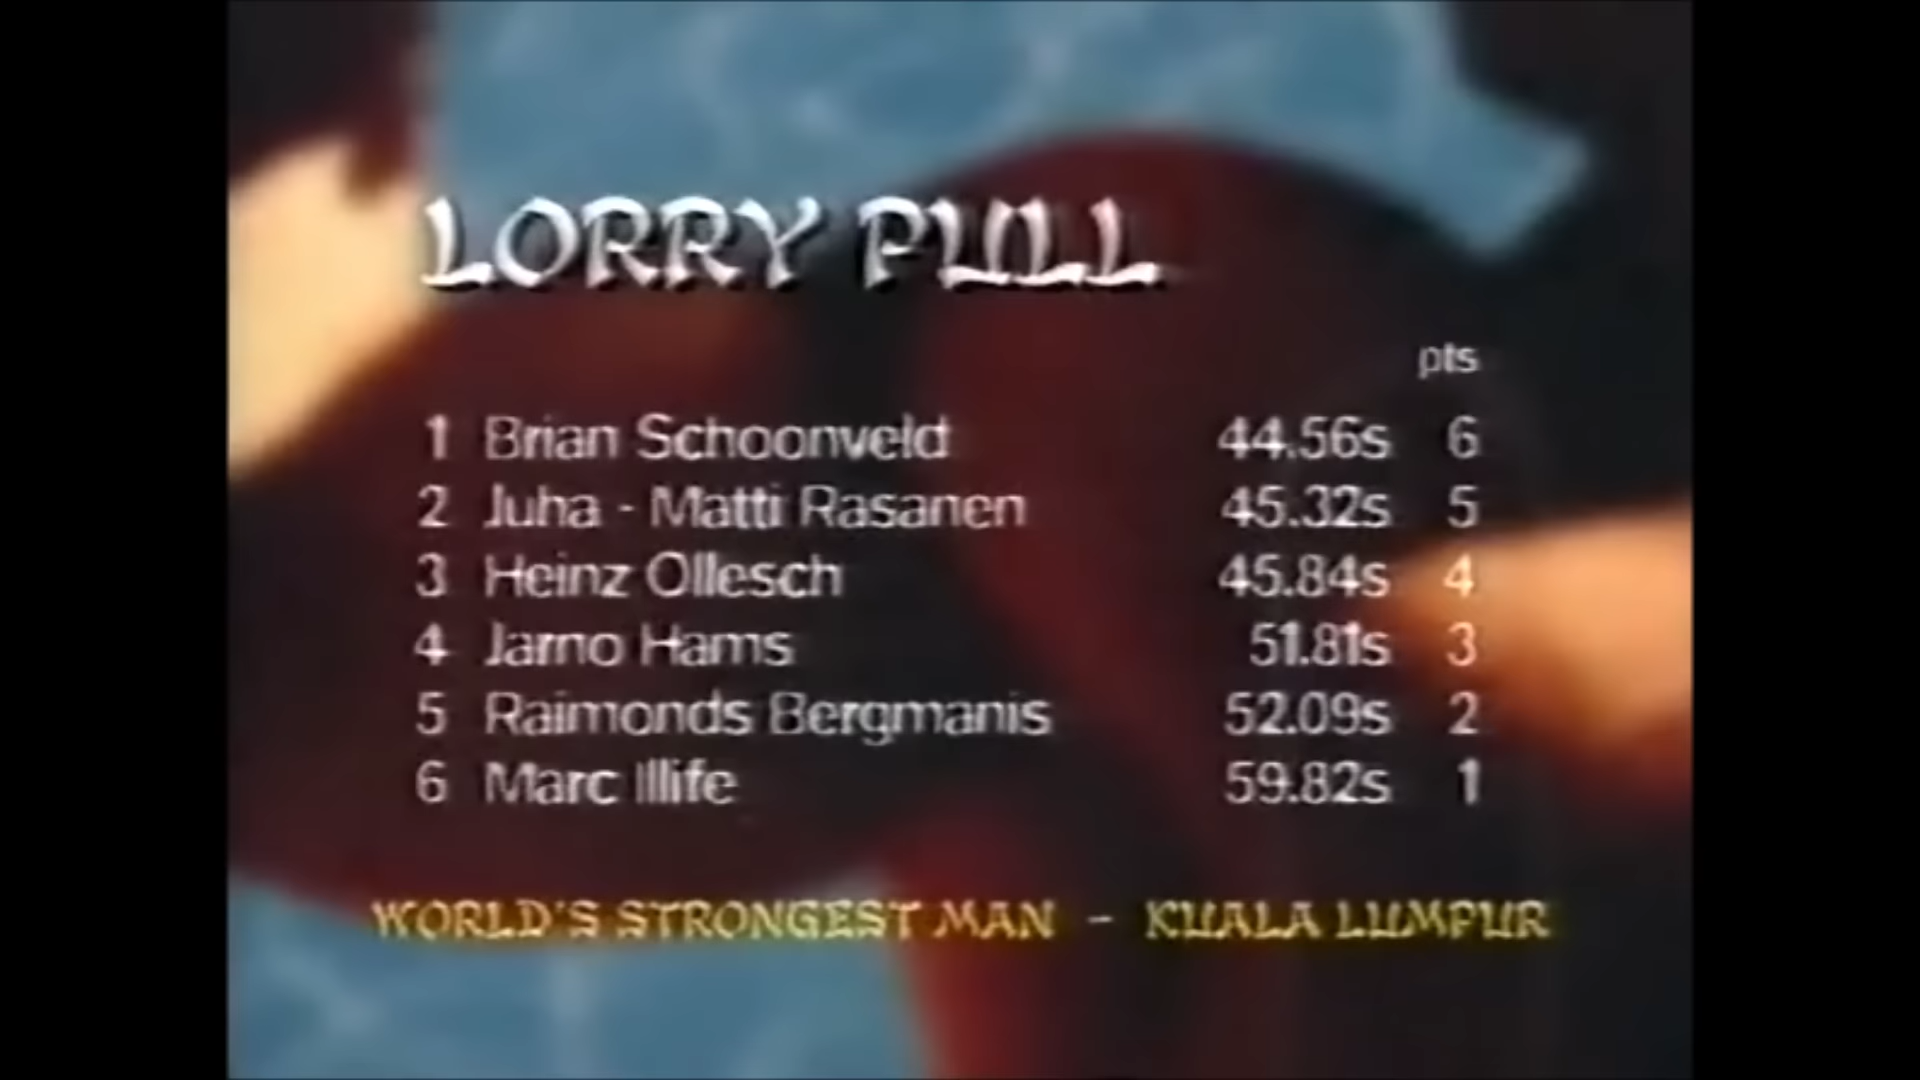 LORRY PULL
pts
1 Brian Schoonveld 44.56s 6
2 Juha - Matti Rasanen 45.32s 5
3 Heinz Ollesch 45.84s 4
4 Jarno Hams 51.81s 3
5 Raimonds Bergmanis 52.09s 2
6 Marc Illife 59.82s 1
WORLD'S STRONGEST MAN - KUALA LUMPUR